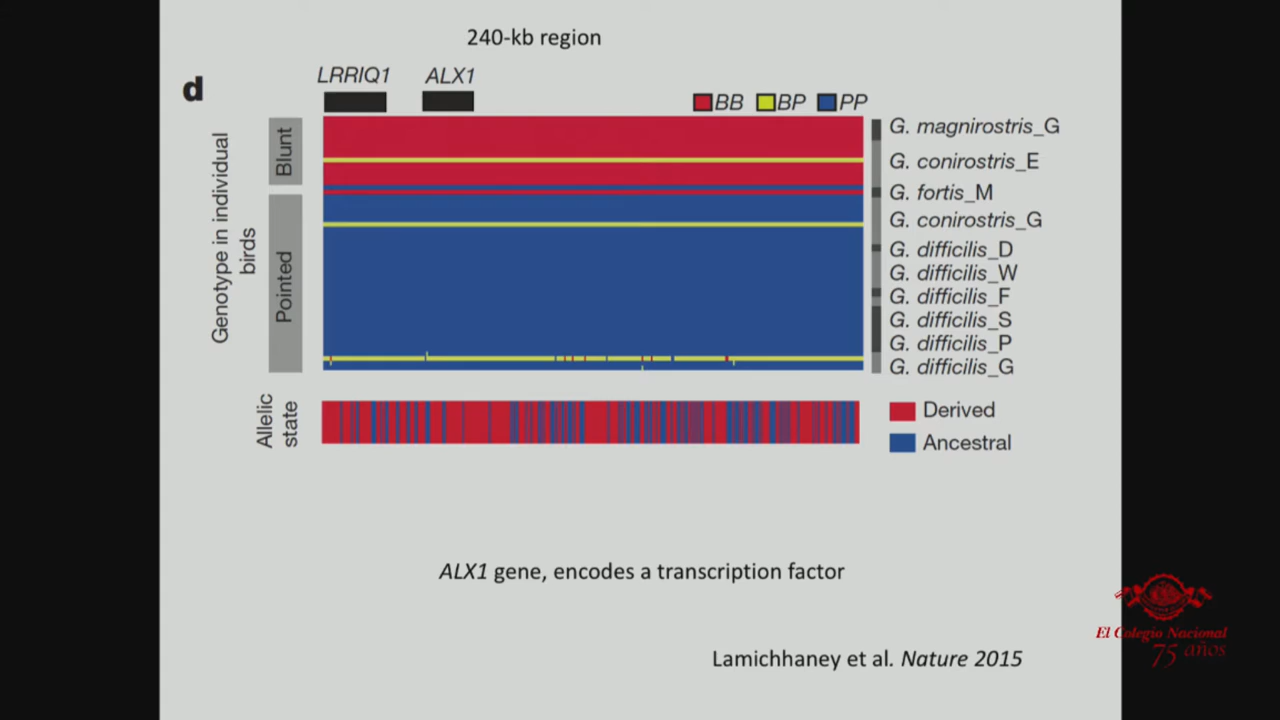 240-kb region
d
LRRIQ1
ALX1
BB
BP
PP
Genotype in individual
birds
Blunt
Pointed
G. magnirostris_G
G. conirostris_E
G. fortis_M
G. conirostris_G
G. difficilis_D
G. difficilis_W
G. difficilis_F
G. difficilis_S
G. difficilis_P
G. difficilis_G
Allelic
state
Derived
Ancestral
ALX1 gene, encodes a transcription factor
El Colegio Nacional
75 años
Lamichhaney et al. Nature 2015